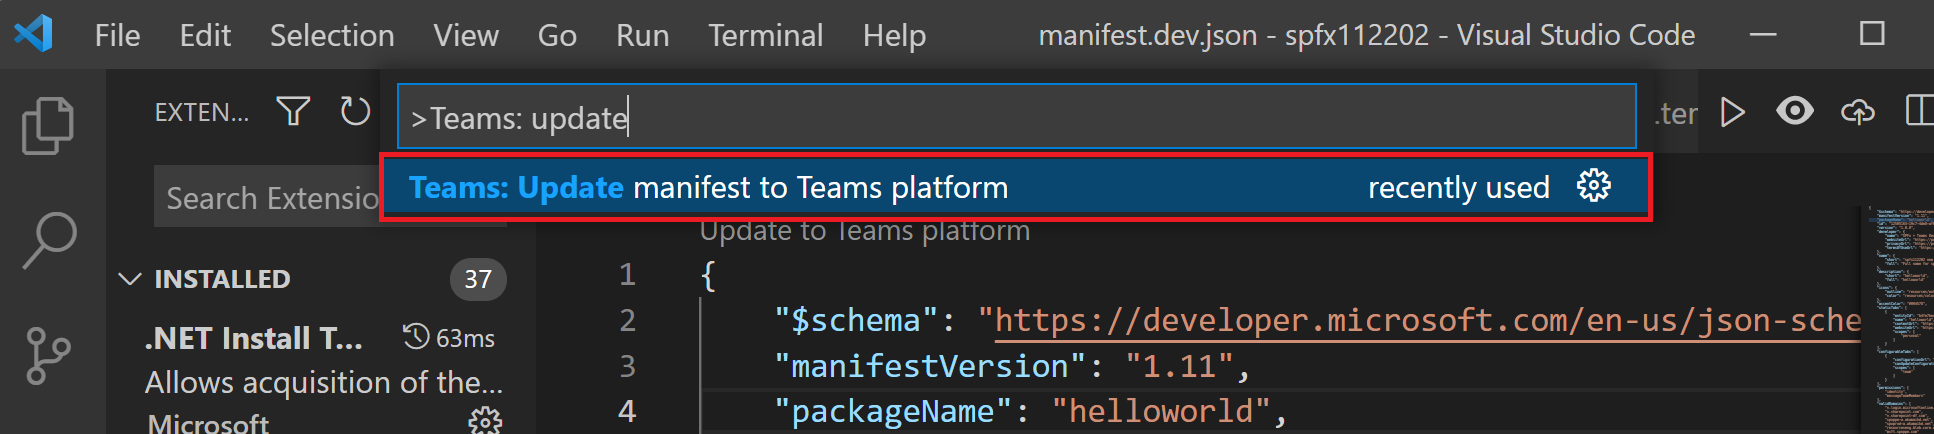 File Edit Selection View Go Run Terminal Help manifest.dev.json - spfx112202 - Visual Studio Code
EXTEN...
>Teams: update
.ter
Teams: Update manifest to Teams platform recently used
Search Extensio
Update to Teams platform
INSTALLED 37
.NET Install T... 63ms
Allows acquisition of the...
Microsoft
1 {
2 "$schema": "https://developer.microsoft.com/en-us/json-sche
3 "manifestVersion": "1.11",
4 "packageName": "helloworld",